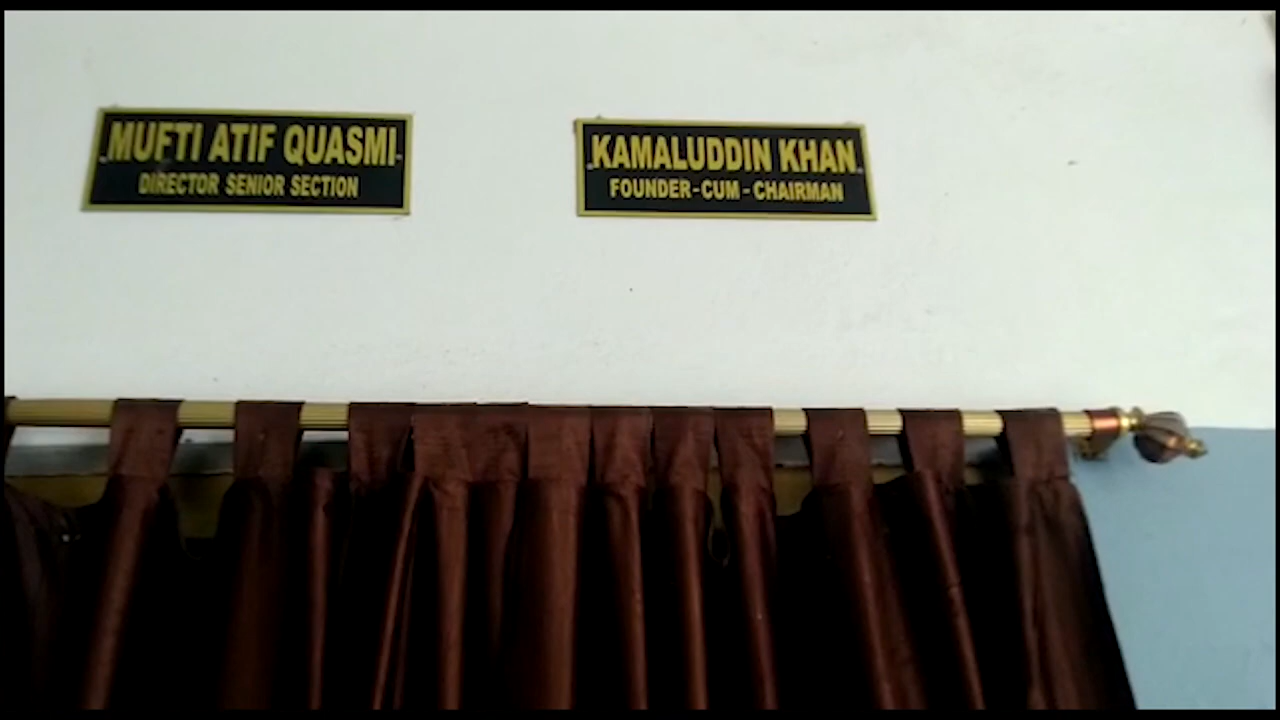 MUFTI ATIF QUASMI
DIRECTOR SENIOR SECTION
KAMALUDDIN KHAN
FOUNDER-CUM-CHAIRMAN